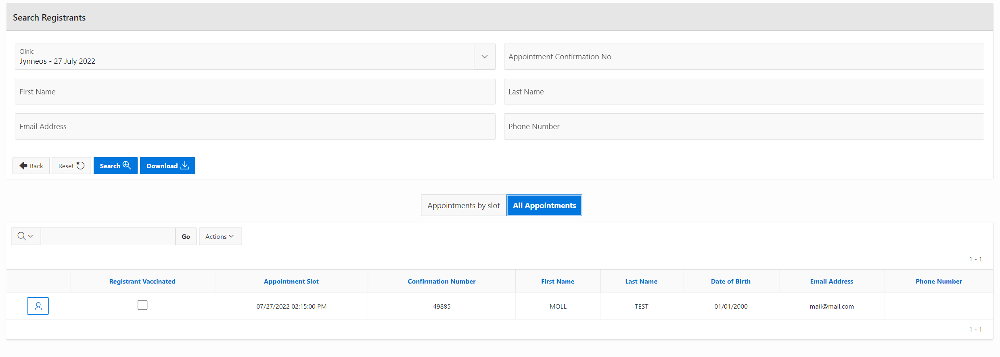 Search Registrants
Clinic
Jynneos - 27 July 2022
Appointment Confirmation No
First Name
Last Name
Email Address
Phone Number
Back
Reset
Search
Download
Appointments by slot
All Appointments
Go
Actions
1 - 1
Registrant Vaccinated Appointment Slot Confirmation Number First Name Last Name Date of Birth Email Address Phone Number
07/27/2022 02:15:00 PM 49885 MOLL TEST 01/01/2000 mail@mail.com
1 - 1